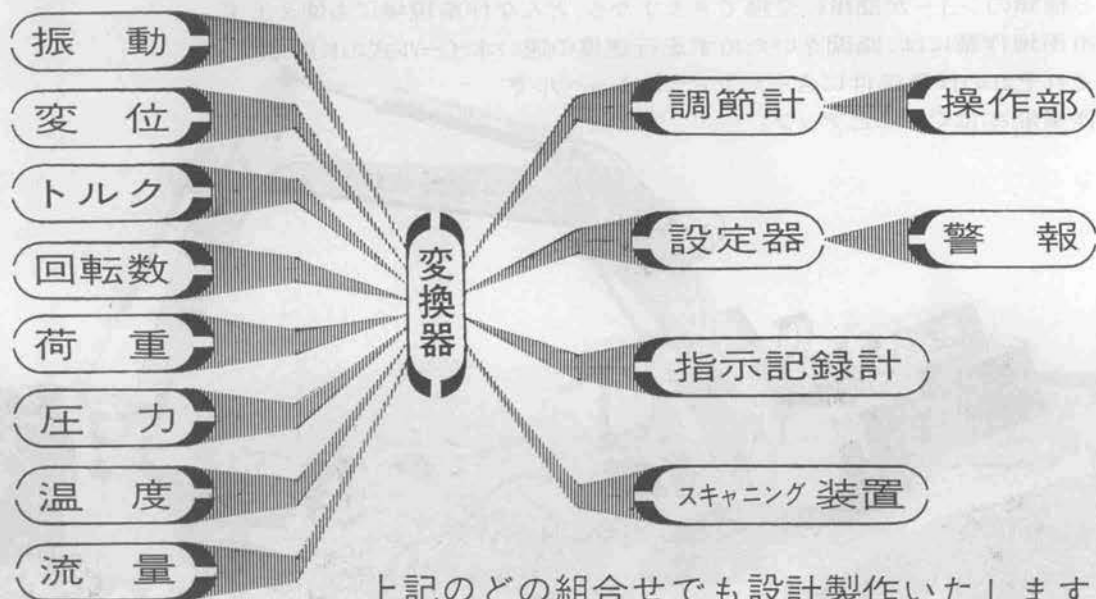 振動
変位
トルク
回転数
荷重
圧力
温度
流量
変換器
調節計
操作部
設定器
警報
指示記録計
スキャニング 装置
上記のどの組合せでも設計製作いたします